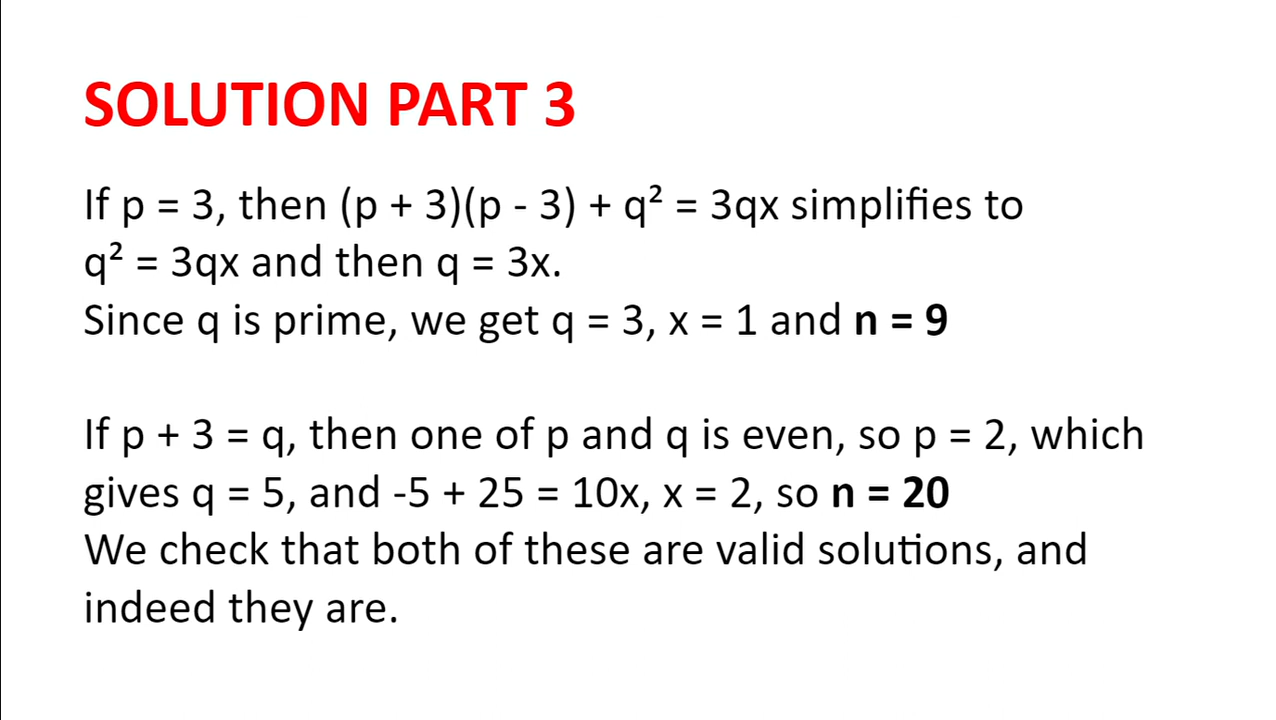 SOLUTION PART 3
If p = 3, then (p + 3)(p - 3) + q² = 3qx simplifies to
q² = 3qx and then q = 3x.
Since q is prime, we get q = 3, x = 1 and n = 9
If p + 3 = q, then one of p and q is even, so p = 2, which
gives q = 5, and -5 + 25 = 10x, x = 2, so n = 20
We check that both of these are valid solutions, and
indeed they are.